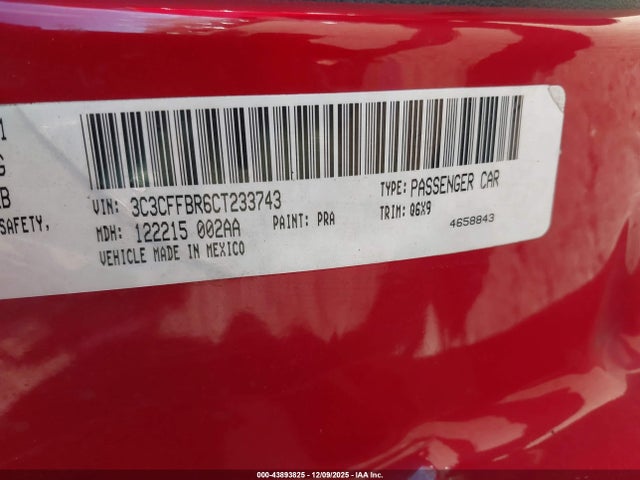 VIN: 3C3CFFBR6CT233743
TYPE: PASSENGER CAR
SAFETY,
MDH: 122215 002AA
PAINT: PRA
TRIM: Q6X9
4658843
VEHICLE MADE IN MEXICO
000-43893825 - 12/09/2025 - IAA Inc.